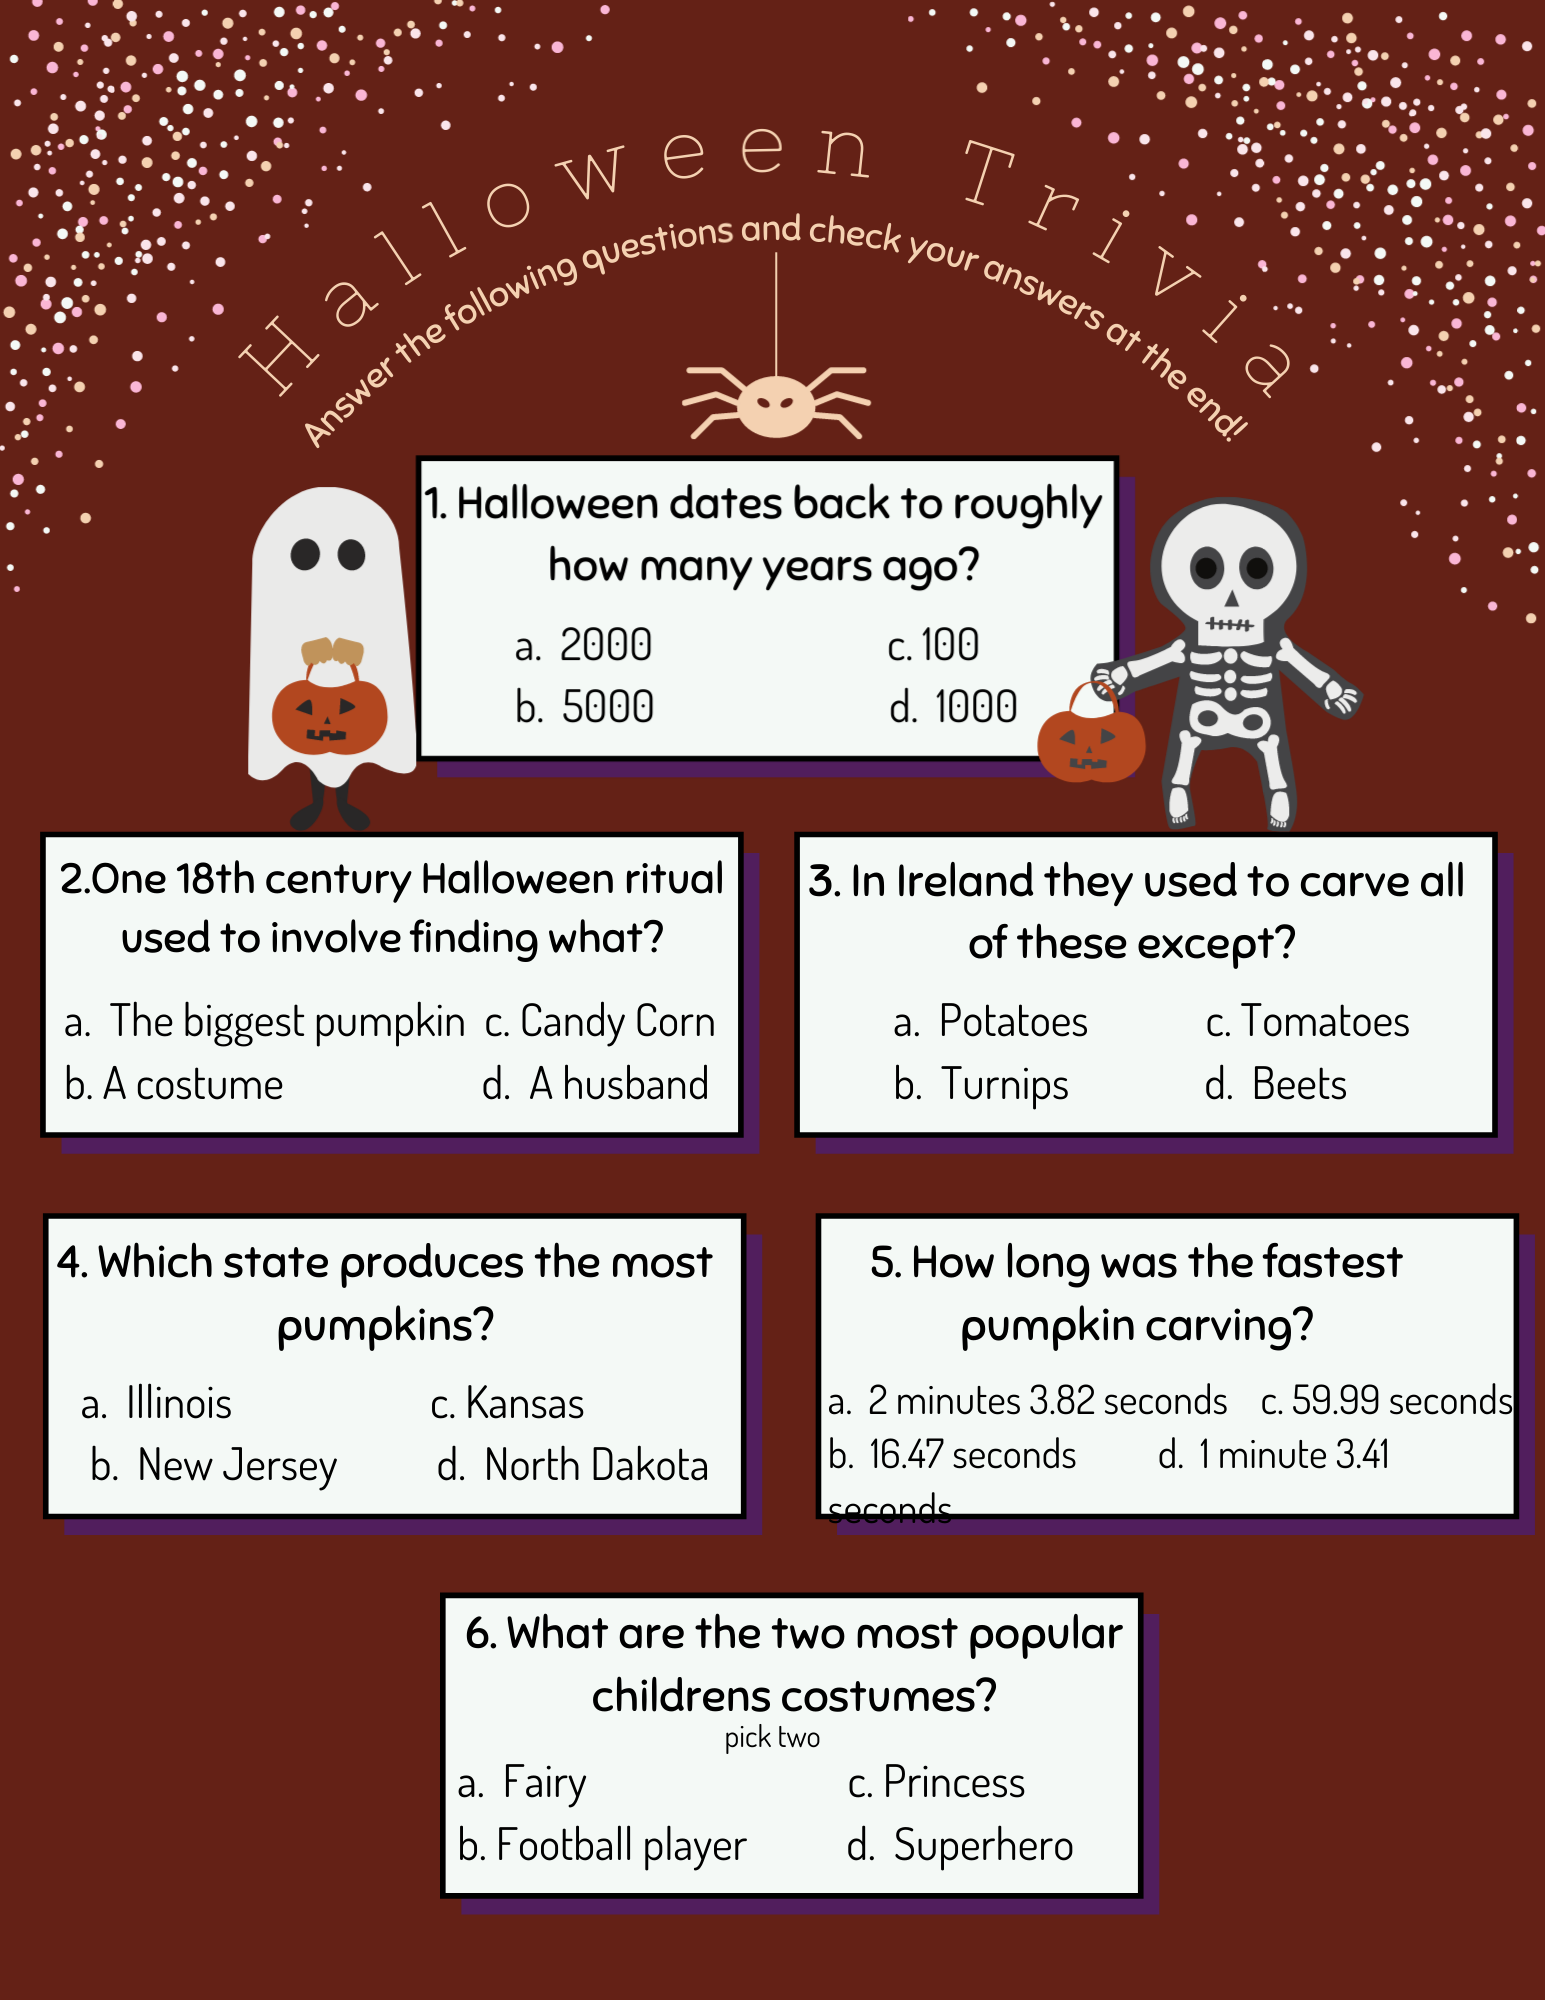 Halloween Trivia
Answer the following questions and check your answers at the end!
1. Halloween dates back to roughly
how many years ago?
a. 2000 c. 100
b. 5000 d. 1000
2.One 18th century Halloween ritual
used to involve finding what?
a. The biggest pumpkin c. Candy Corn
b. A costume d. A husband
3. In Ireland they used to carve all
of these except?
a. Potatoes c. Tomatoes
b. Turnips d. Beets
4. Which state produces the most
pumpkins?
a. Illinois c. Kansas
b. New Jersey d. North Dakota
5. How long was the fastest
pumpkin carving?
a. 2 minutes 3.82 seconds c. 59.99 seconds
b. 16.47 seconds d. 1 minute 3.41
seconds
6. What are the two most popular
childrens costumes?
pick two
a. Fairy c. Princess
b. Football player d. Superhero